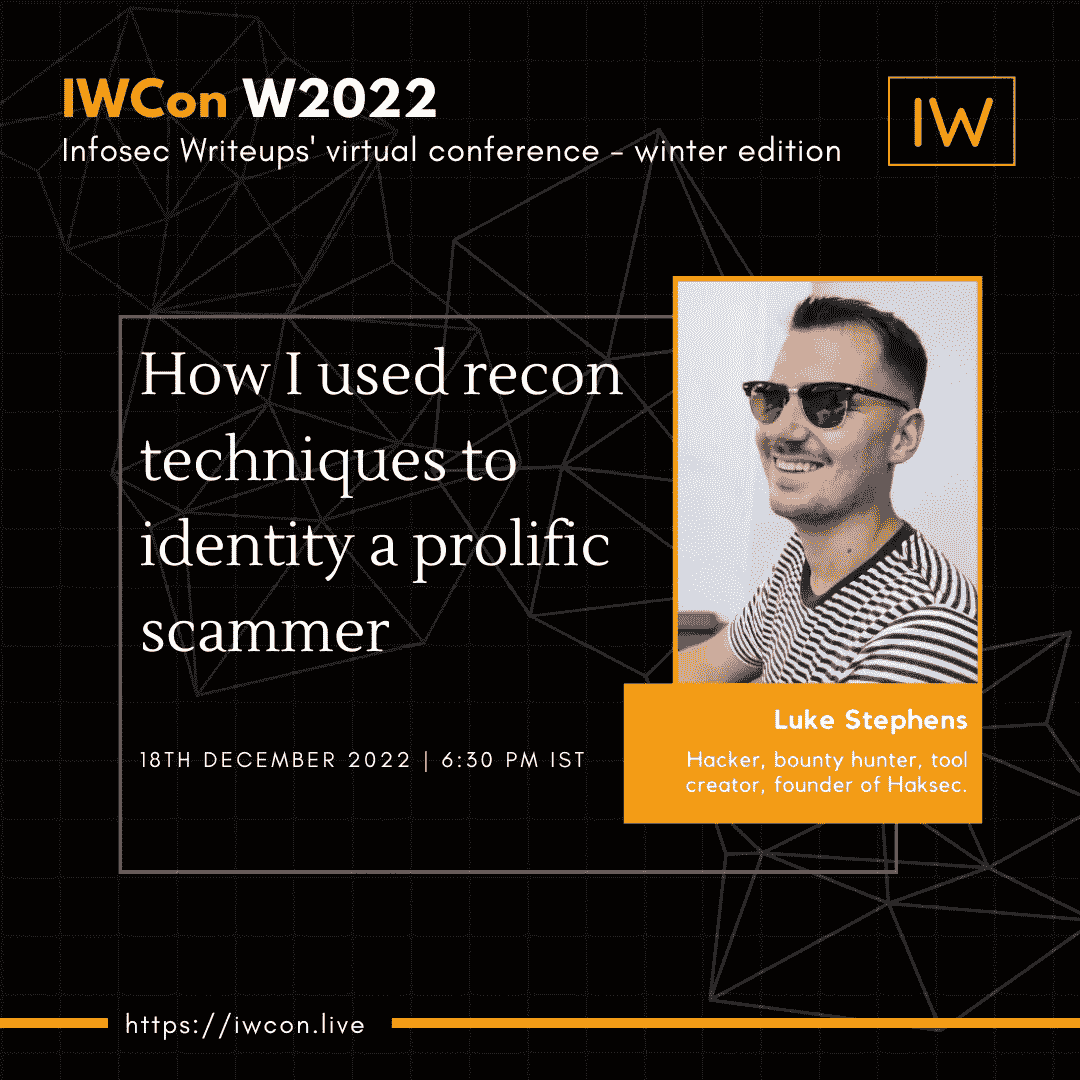 IWCon W2022
IW
Infosec Writeups' virtual conference - winter edition
How I used recon
techniques to
identity a prolific
scammer
18TH DECEMBER 2022 | 6:30 PM IST
Luke Stephens
Hacker, bounty hunter, tool
creator, founder of Haksec.
https://iwcon.live